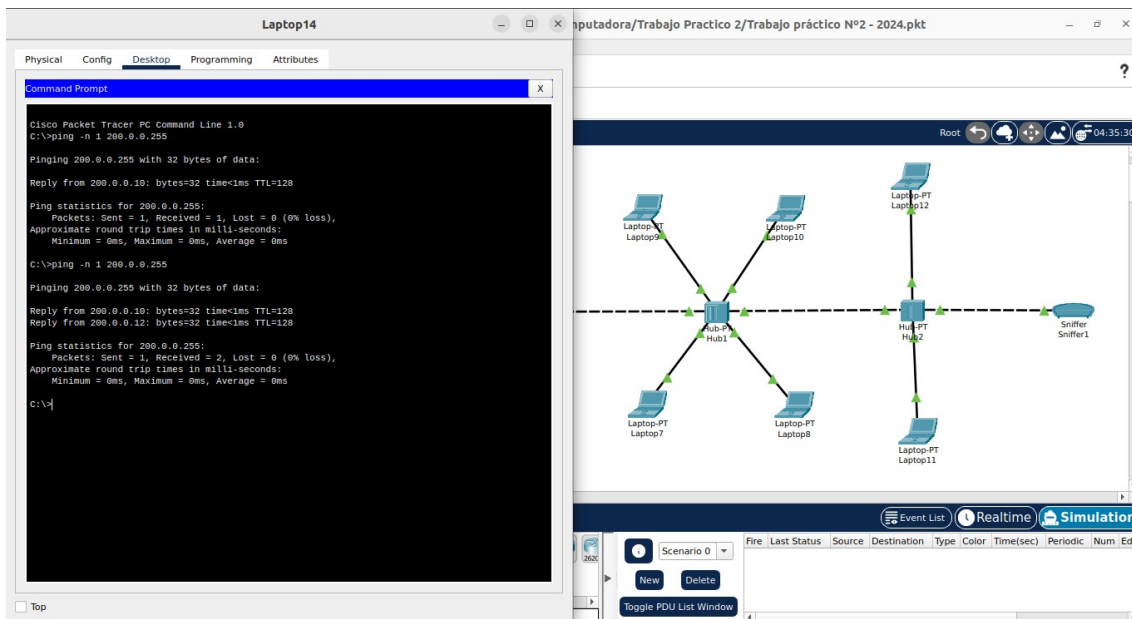 Laptop14
Physical Config Desktop Programming Attributes
Command Prompt
X
Cisco Packet Tracer PC Command Line 1.0
C:\>ping -n 1 200.0.0.255
Pinging 200.0.0.255 with 32 bytes of data:
Reply from 200.0.0.10: bytes=32 time<1ms TTL=128
Ping statistics for 200.0.0.255:
Packets: Sent = 1, Received = 1, Lost = 0 (0% loss),
Approximate round trip times in milli-seconds:
Minimum = 0ms, Maximum = 0ms, Average = 0ms
C:\>ping -n 1 200.0.0.255
Pinging 200.0.0.255 with 32 bytes of data:
Reply from 200.0.0.10: bytes=32 time<1ms TTL=128
Reply from 200.0.0.12: bytes=32 time<1ms TTL=128
Ping statistics for 200.0.0.255:
Packets: Sent = 1, Received = 2, Lost = 0 (0% loss),
Approximate round trip times in milli-seconds:
Minimum = 0ms, Maximum = 0ms, Average = 0ms
C:\>
Top
nputadora/Trabajo Practico 2/Trabajo práctico Nº2 - 2024.pkt
?
Root
04:35:30
Laptop-PT
Laptop12
Laptop-PT
Laptop9
Laptop-PT
Laptop10
Hub-PT
Hub1
Hub-PT
Hub2
Sniffer
Sniffer1
Laptop-PT
Laptop7
Laptop-PT
Laptop8
Laptop-PT
Laptop11
Event List Realtime Simulation
Scenario 0
New Delete
Toggle PDU List Window
Fire Last Status Source Destination Type Color Time(sec) Periodic Num Ed